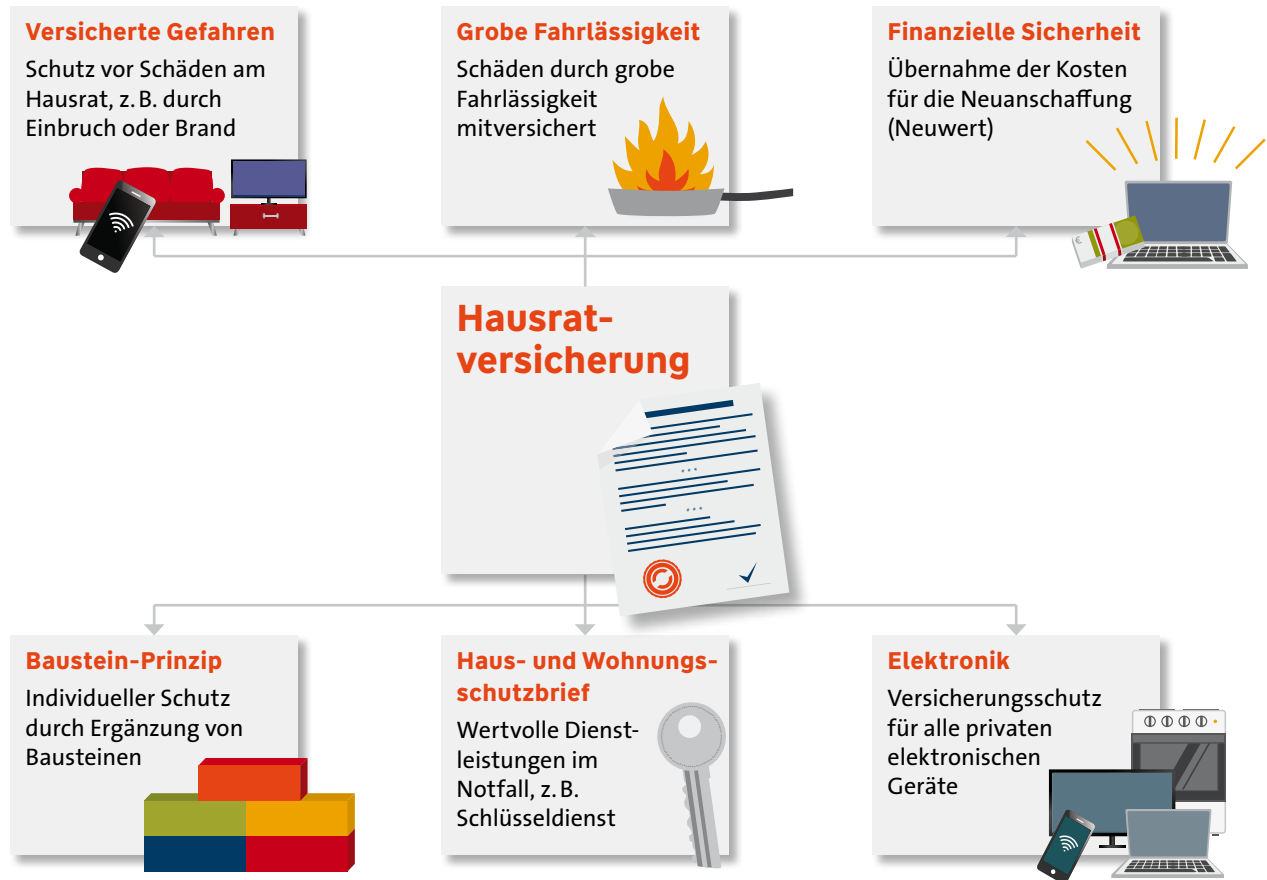 Versicherte Gefahren
Schutz vor Schäden am
Hausrat, z. B. durch
Einbruch oder Brand
Grobe Fahrlässigkeit
Schäden durch grobe
Fahrlässigkeit
mitversichert
Finanzielle Sicherheit
Übernahme der Kosten
für die Neuanschaffung
(Neuwert)
Hausrat-
versicherung
Baustein-Prinzip
Individueller Schutz
durch Ergänzung von
Bausteinen
Haus- und Wohnungs-
schutzbrief
Wertvolle Dienst-
leistungen im
Notfall, z. B.
Schlüsseldienst
Elektronik
Versicherungsschutz
für alle privaten
elektronischen
Geräte